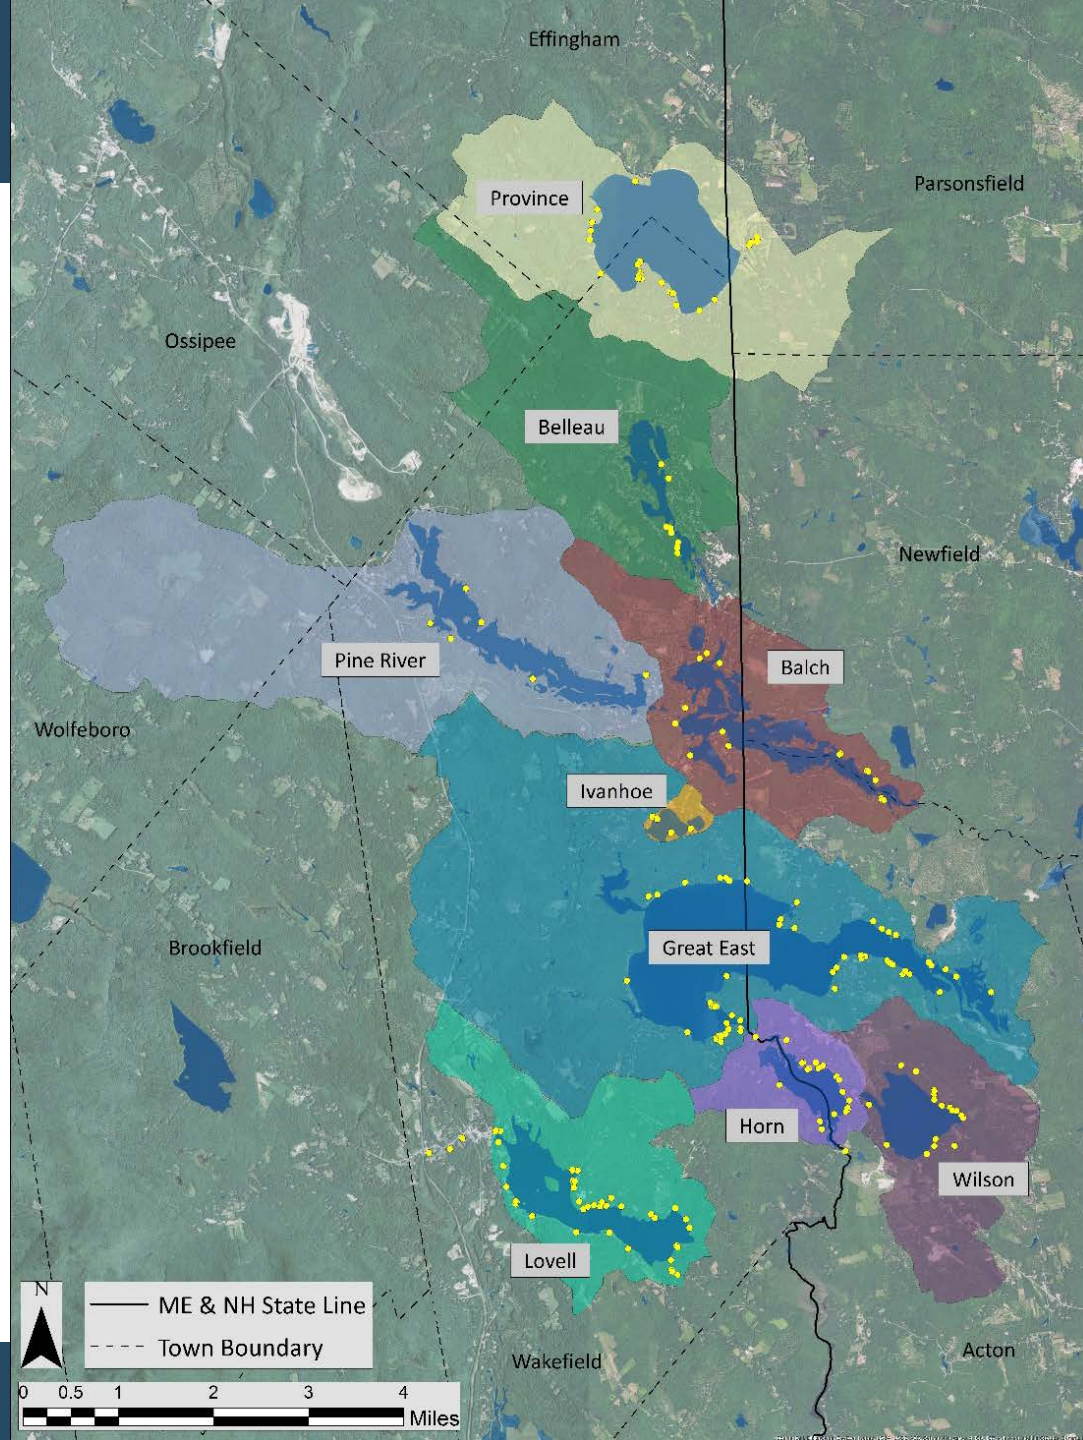 Effingham
Parsonsfield
Province
Ossipee
Belleau
Newfield
Pine River
Balch
Wolfeboro
Ivanhoe
Brookfield
Great East
Horn
Wilson
Lovell
N
ME & NH State Line
Town Boundary
Wakefield
Acton
0 0.5 1 2 3 4
Miles